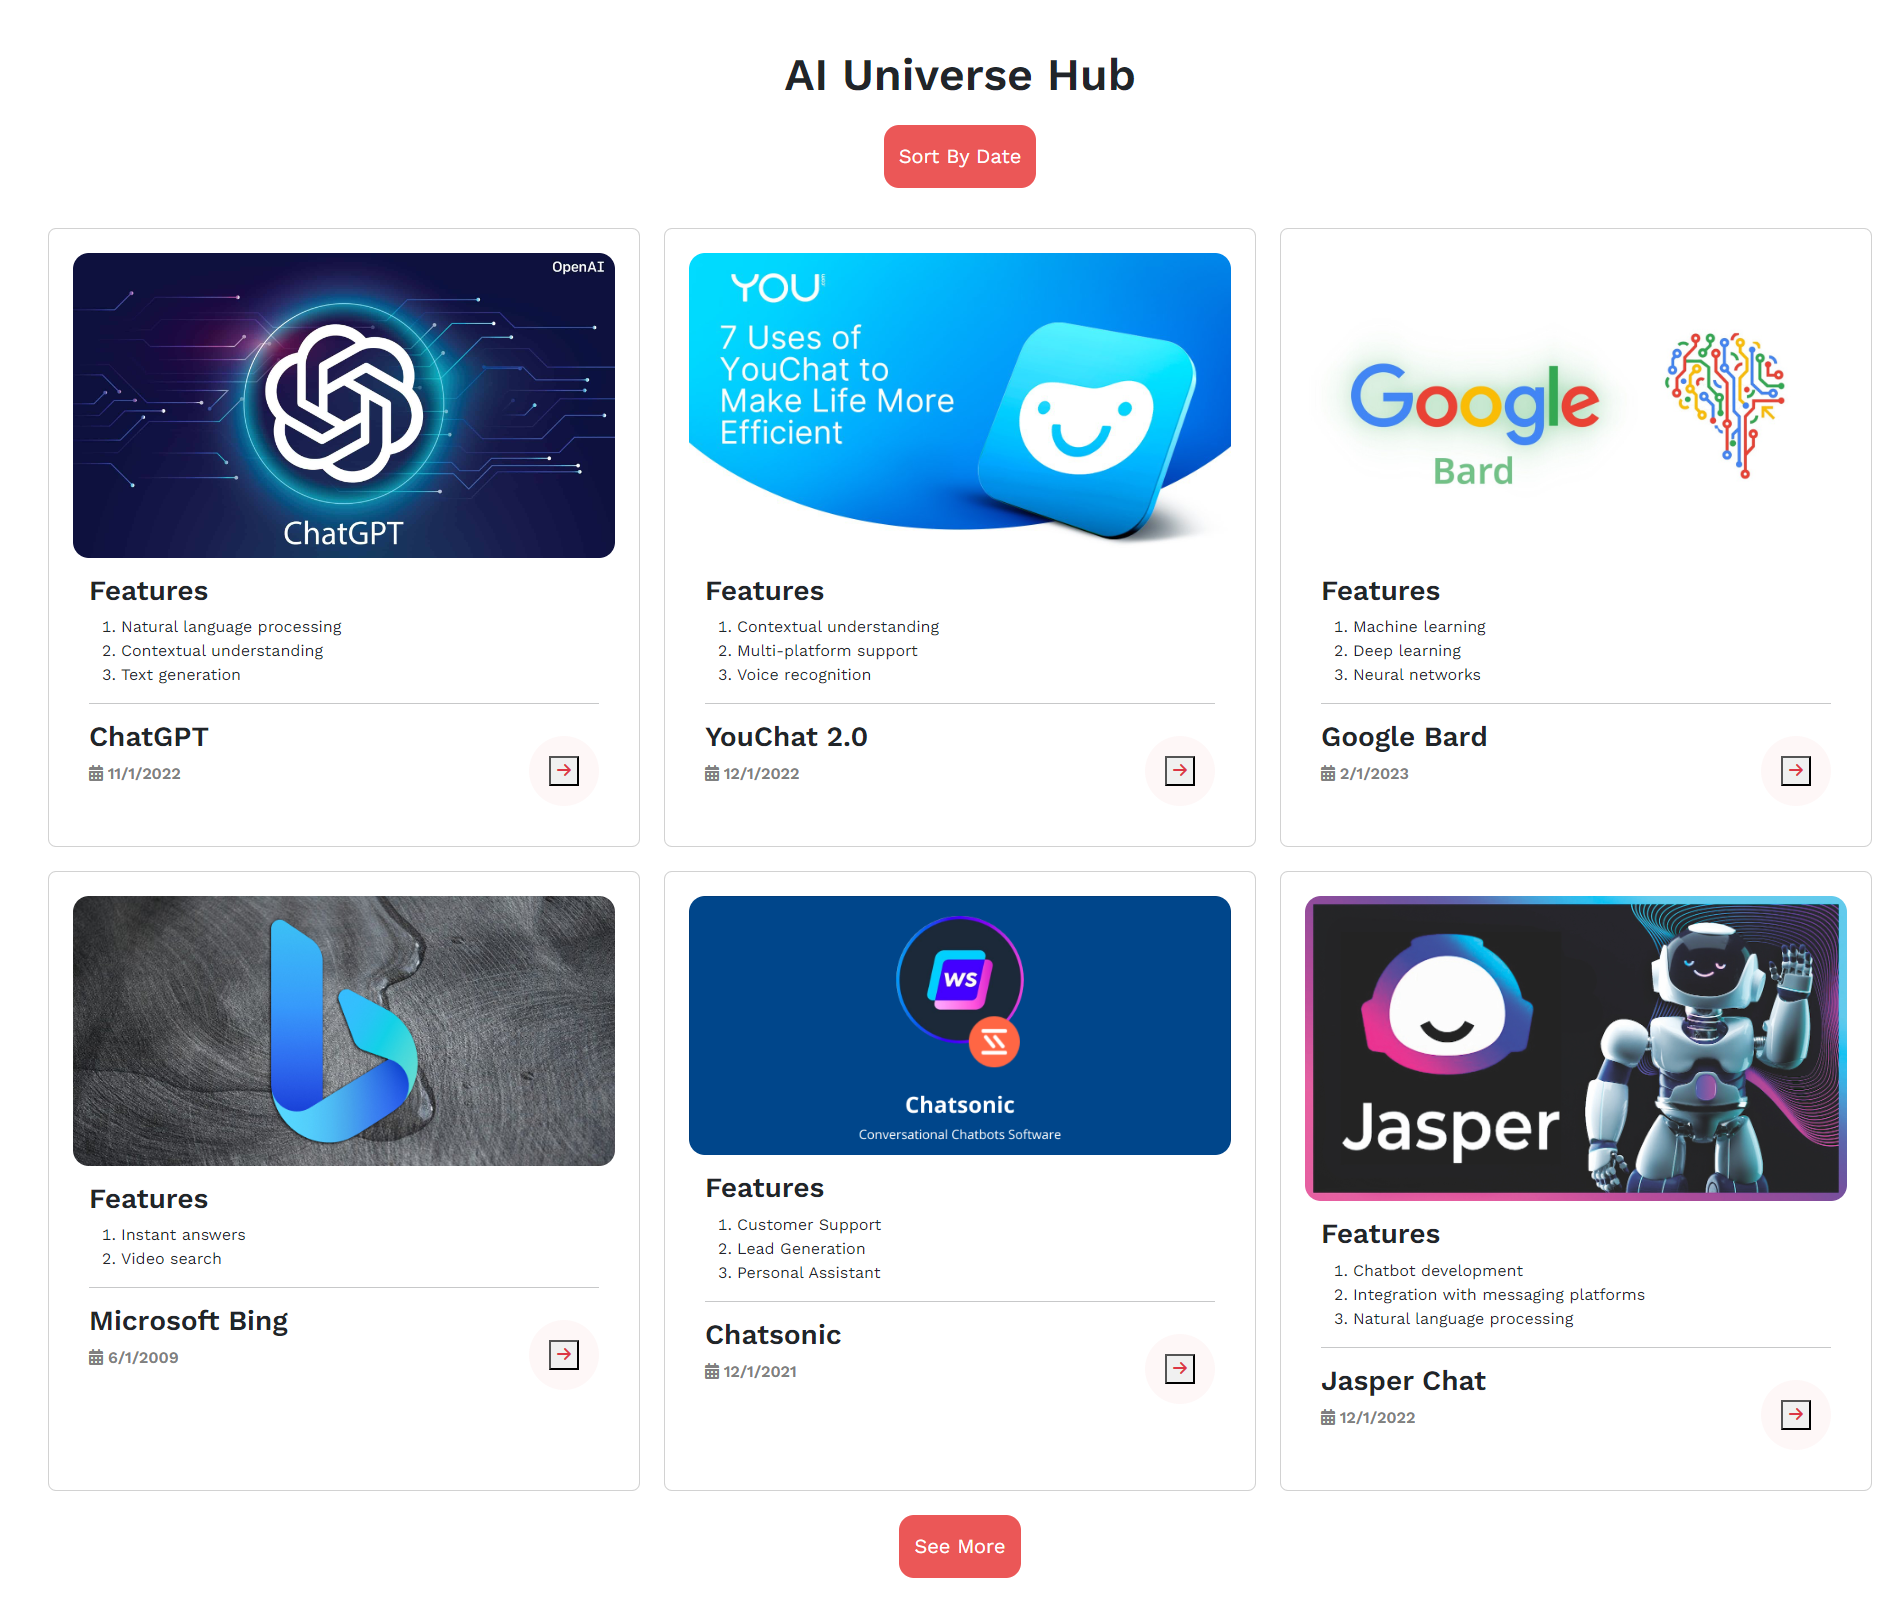 AI Universe Hub
Sort By Date
OpenAI
ChatGPT
Features
1. Natural language processing
2. Contextual understanding
3. Text generation
ChatGPT
11/1/2022
YOU
7 Uses of
YouChat to
Make Life More
Efficient
Features
1. Contextual understanding
2. Multi-platform support
3. Voice recognition
YouChat 2.0
12/1/2022
Google
Bard
Features
1. Machine learning
2. Deep learning
3. Neural networks
Google Bard
2/1/2023
Features
1. Instant answers
2. Video search
Microsoft Bing
6/1/2009
WS
Chatsonic
Conversational Chatbots Software
Features
1. Customer Support
2. Lead Generation
3. Personal Assistant
Chatsonic
12/1/2021
Jasper
Features
1. Chatbot development
2. Integration with messaging platforms
3. Natural language processing
Jasper Chat
12/1/2022
See More